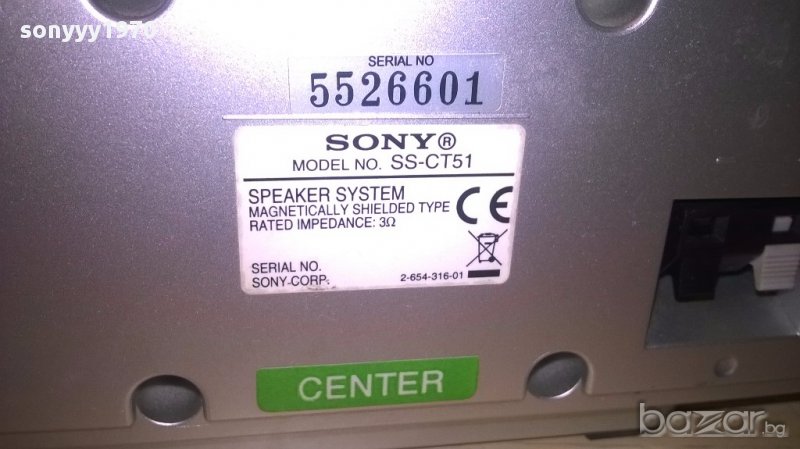 sonyyy1970
SERIAL NO
5526601
SONY®
MODEL NO. SS-CT51
SPEAKER SYSTEM
MAGNETICALLY SHIELDED TYPE
RATED IMPEDANCE: 3Ω
CE
SERIAL NO.
SONY CORP.
2-654-316-01
CENTER
bazar.bg